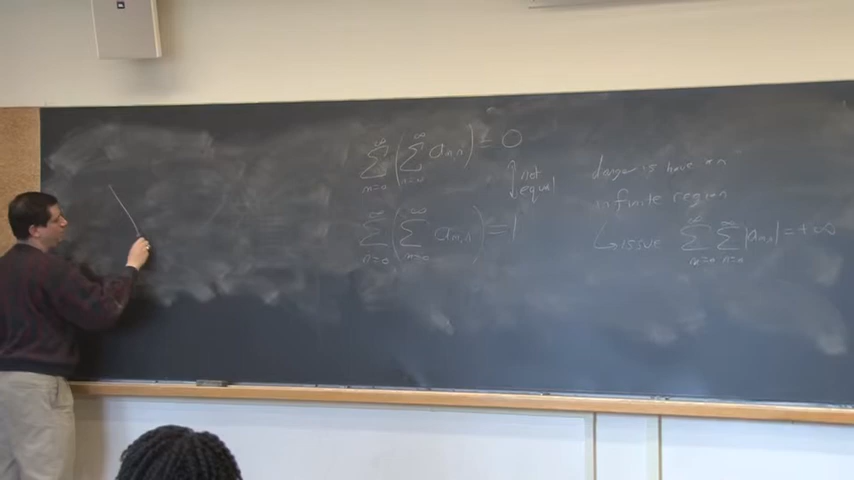 ∞ ∞
∑ ( ∑ a_{m,n} ) = 0
m=0 n=0
↕ not
equal
∞ ∞
∑ ( ∑ a_{m,n} ) = 1
n=0 m=0
danger is have an
infinite region
↳ issue ∑_{m=0}^{∞} ∑_{n=0}^{∞} |a_{m,n}| = +∞